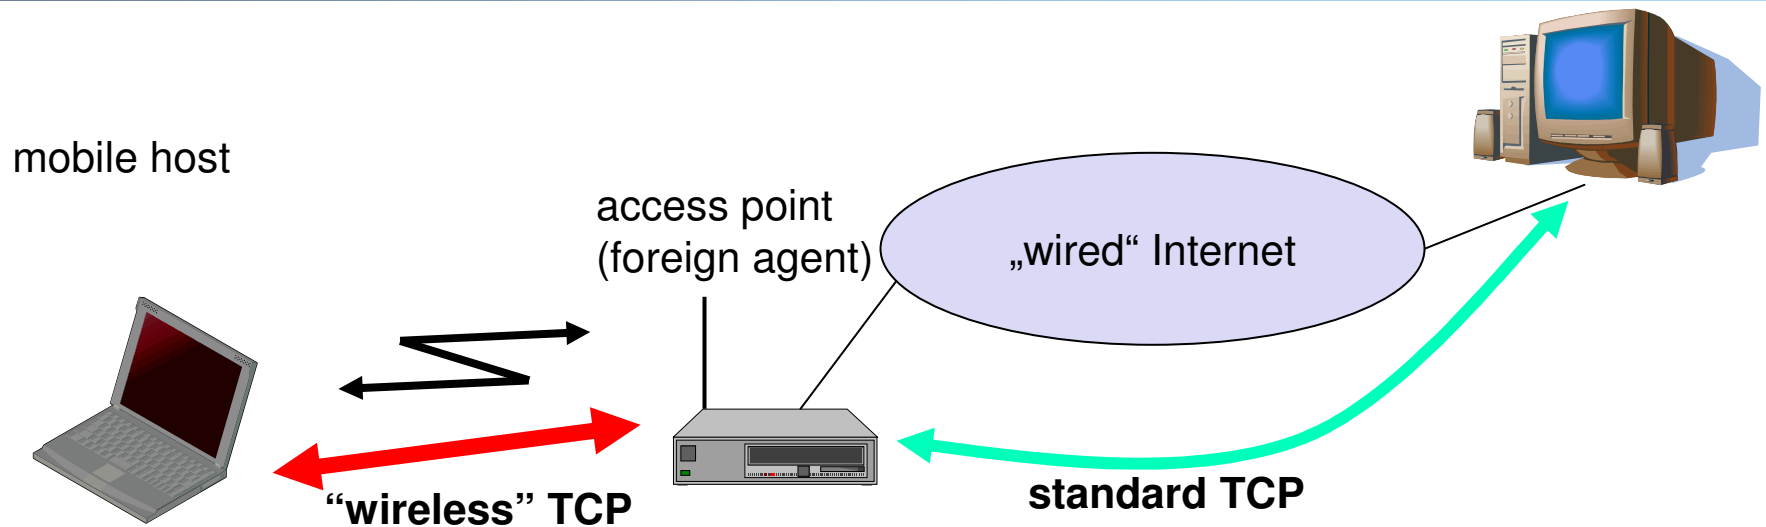 mobile host
access point
(foreign agent)
„wired“ Internet
“wireless” TCP
standard TCP